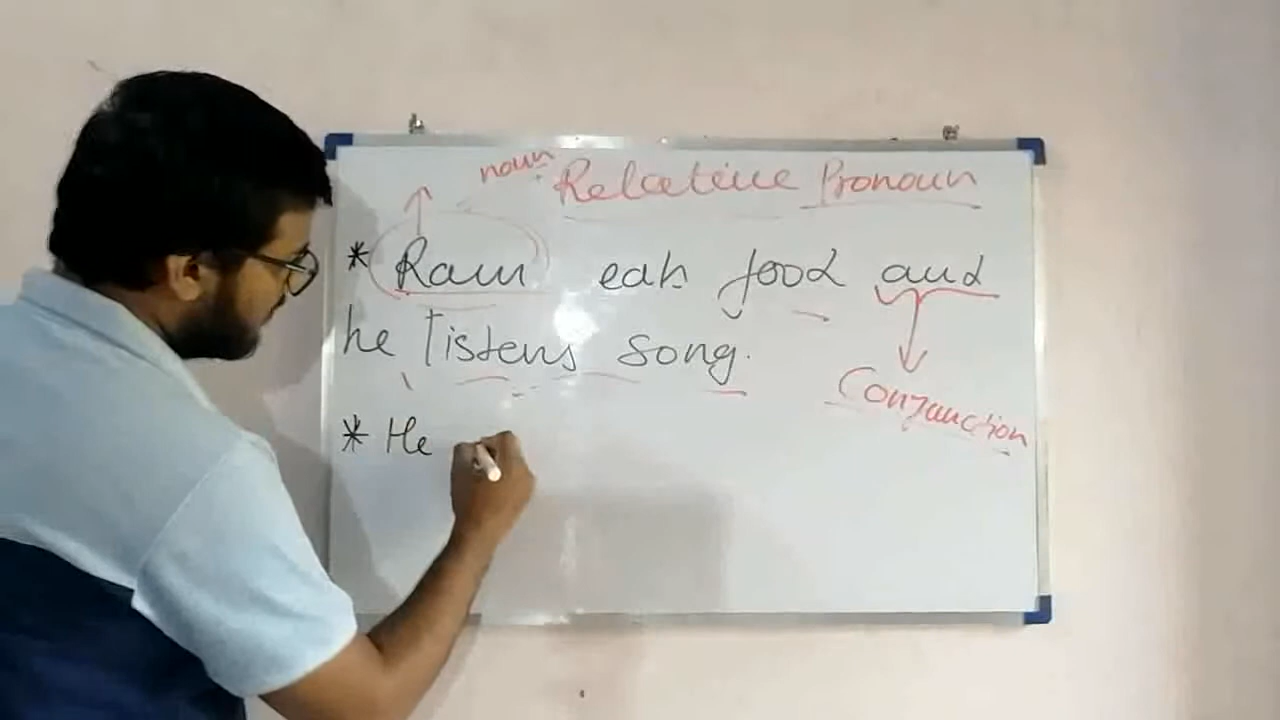 noun
Relative Pronoun
* Ram eats food and
he listens song.
Conjunction
* He